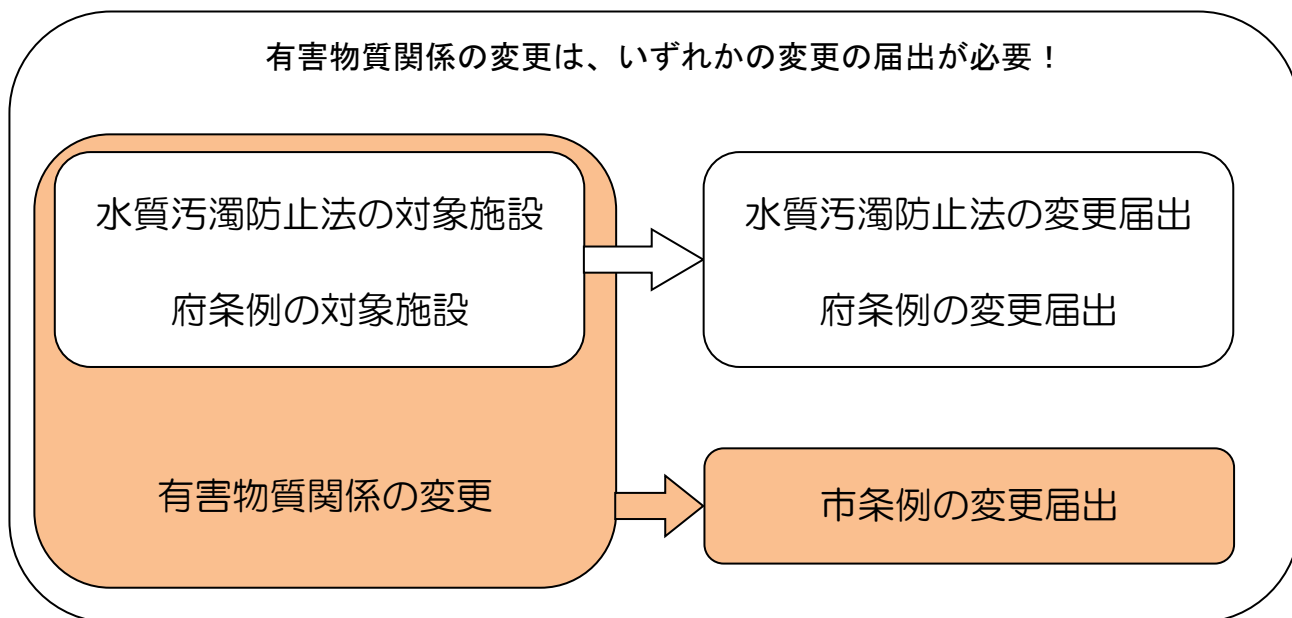 有害物質関係の変更は、いずれかの変更の届出が必要！
水質汚濁防止法の対象施設
府条例の対象施設
水質汚濁防止法の変更届出
府条例の変更届出
有害物質関係の変更
市条例の変更届出